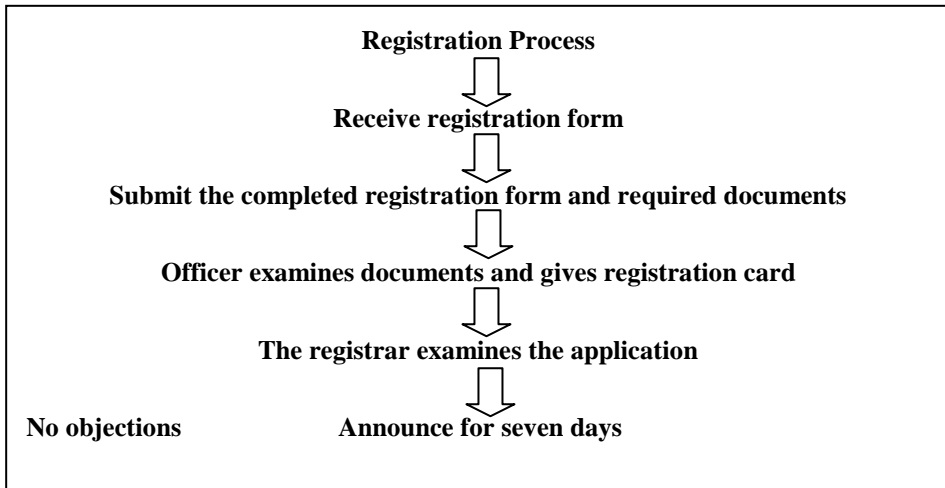 Registration Process
Receive registration form
Submit the completed registration form and required documents
Officer examines documents and gives registration card
The registrar examines the application
No objections Announce for seven days